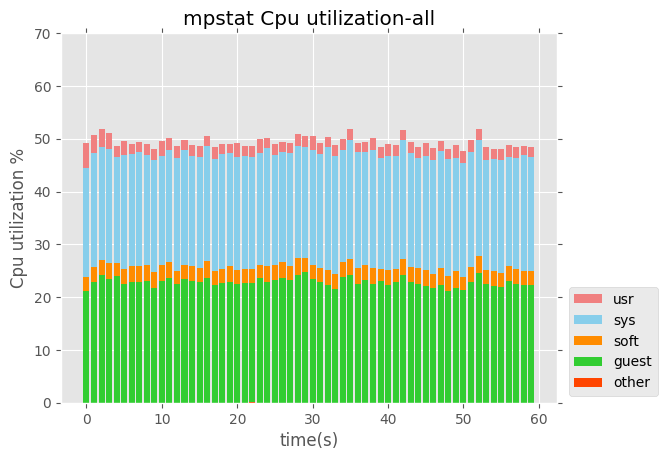 mpstat Cpu utilization-all
Cpu utilization %
70
60
50
40
30
20
10
0
0 10 20 30 40 50 60
time(s)
usr
sys
soft
guest
other